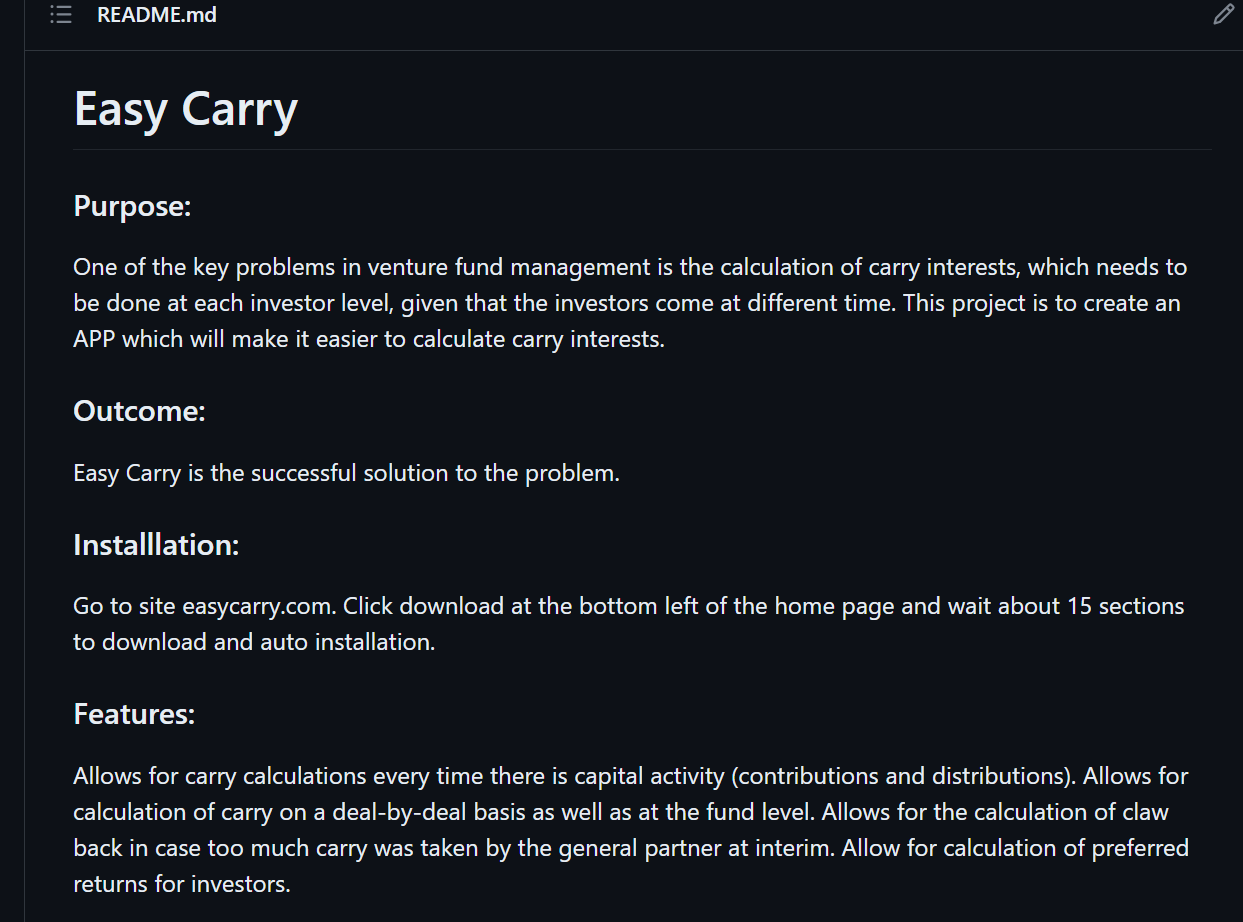 README.md
Easy Carry
Purpose:
One of the key problems in venture fund management is the calculation of carry interests, which needs to
be done at each investor level, given that the investors come at different time. This project is to create an
APP which will make it easier to calculate carry interests.
Outcome:
Easy Carry is the successful solution to the problem.
Installlation:
Go to site easycarry.com. Click download at the bottom left of the home page and wait about 15 sections
to download and auto installation.
Features:
Allows for carry calculations every time there is capital activity (contributions and distributions). Allows for
calculation of carry on a deal-by-deal basis as well as at the fund level. Allows for the calculation of claw
back in case too much carry was taken by the general partner at interim. Allow for calculation of preferred
returns for investors.